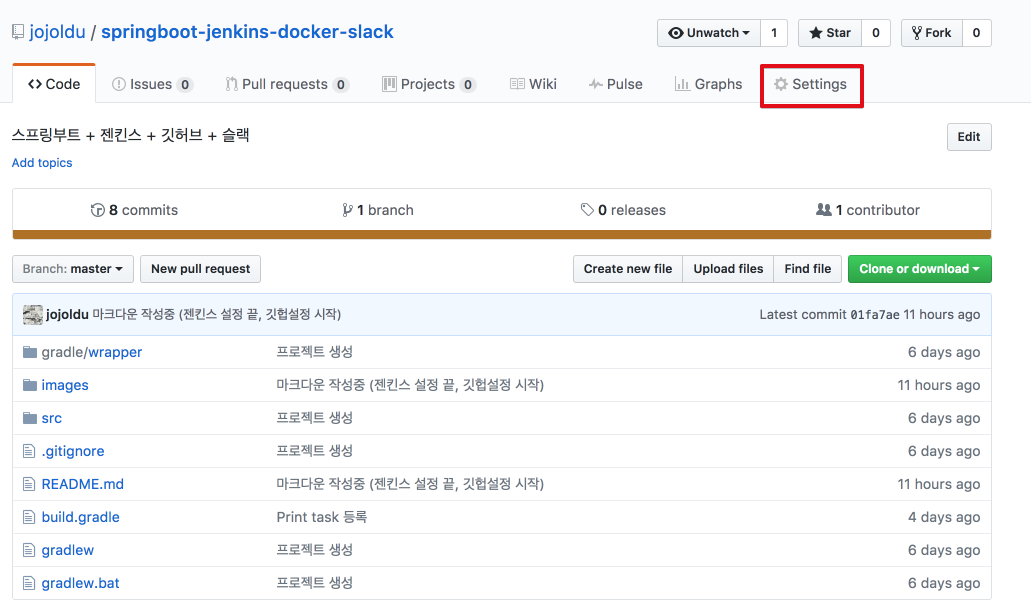 jojoldu / springboot-jenkins-docker-slack Unwatch 1 Star 0 Fork 0
Code Issues 0 Pull requests 0 Projects 0 Wiki Pulse Graphs Settings
스프링부트 + 젠킨스 + 깃허브 + 슬랙 Edit
Add topics
8 commits 1 branch 0 releases 1 contributor
Branch: master New pull request Create new file Upload files Find file Clone or download
jojoldu 마크다운 작성중 (젠킨스 설정 끝, 깃헙설정 시작) Latest commit 01fa7ae 11 hours ago
gradle/wrapper 프로젝트 생성 6 days ago
images 마크다운 작성중 (젠킨스 설정 끝, 깃헙설정 시작) 11 hours ago
src 프로젝트 생성 6 days ago
.gitignore 프로젝트 생성 6 days ago
README.md 마크다운 작성중 (젠킨스 설정 끝, 깃헙설정 시작) 11 hours ago
build.gradle Print task 등록 4 days ago
gradlew 프로젝트 생성 6 days ago
gradlew.bat 프로젝트 생성 6 days ago